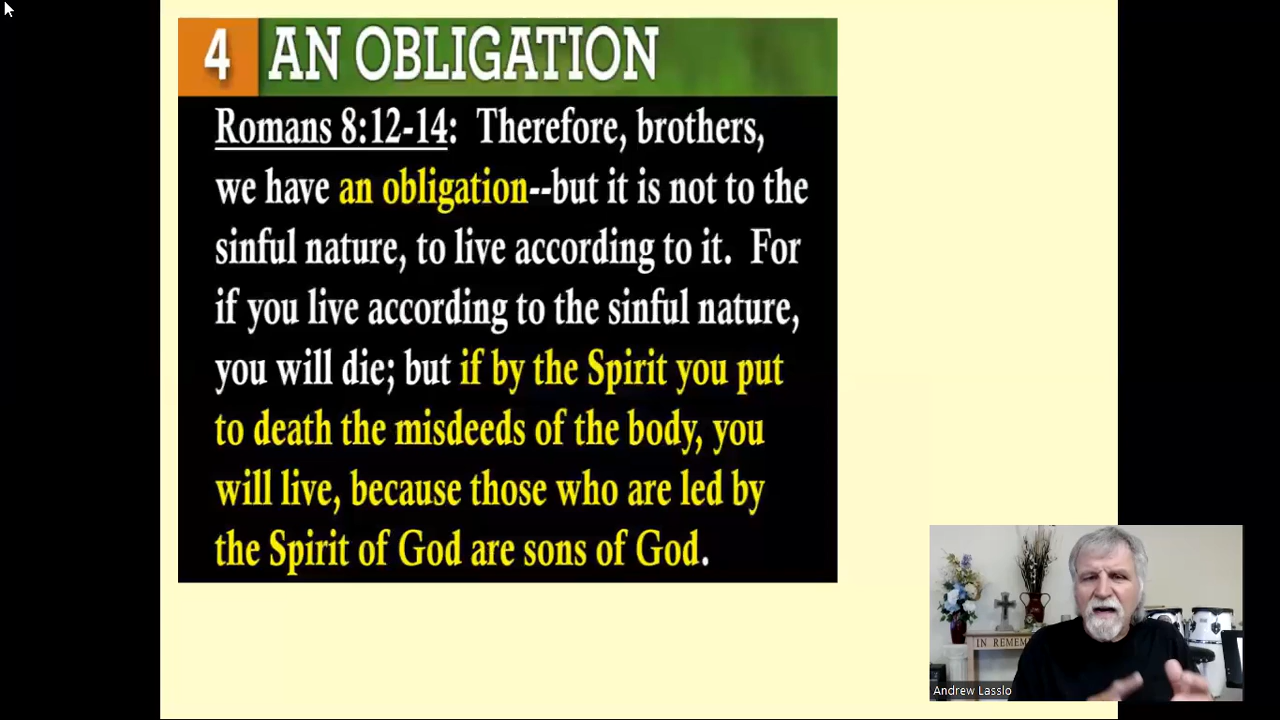 4 AN OBLIGATION
Romans 8:12-14: Therefore, brothers,
we have an obligation--but it is not to the
sinful nature, to live according to it. For
if you live according to the sinful nature,
you will die; but if by the Spirit you put
to death the misdeeds of the body, you
will live, because those who are led by
the Spirit of God are sons of God.
IN REMEM
Andrew Lasslo